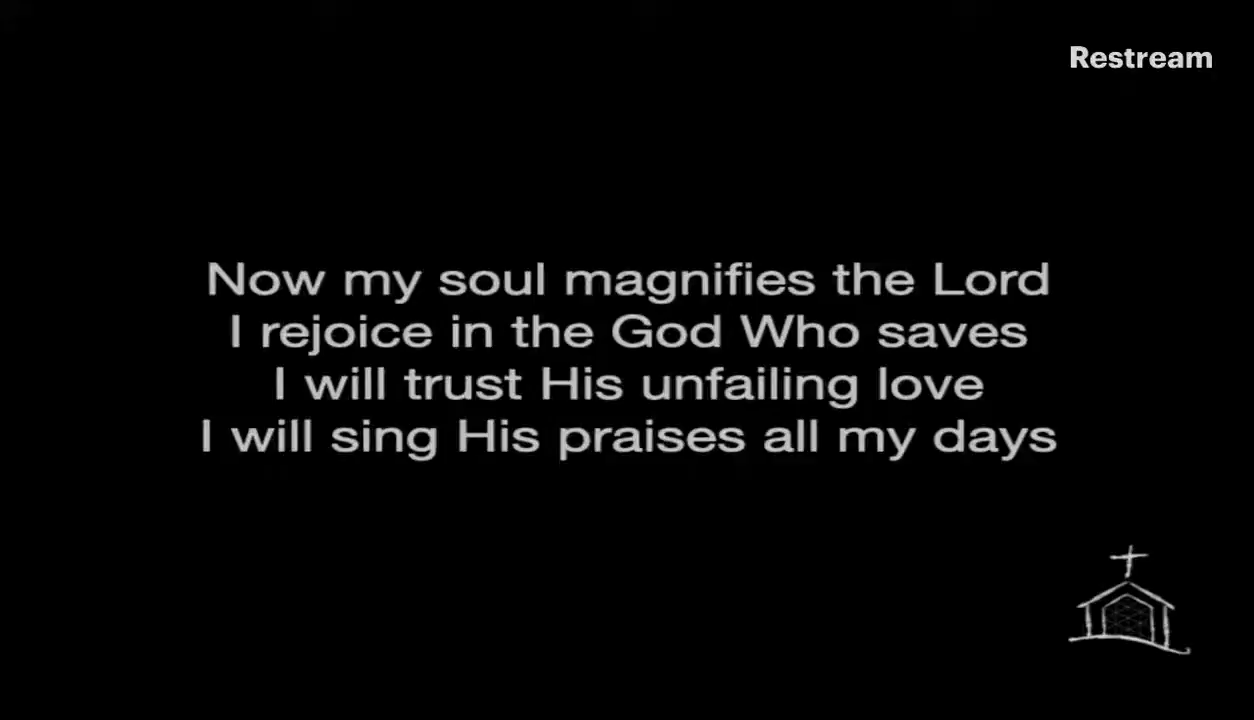 Restream
Now my soul magnifies the Lord
I rejoice in the God Who saves
I will trust His unfailing love
I will sing His praises all my days